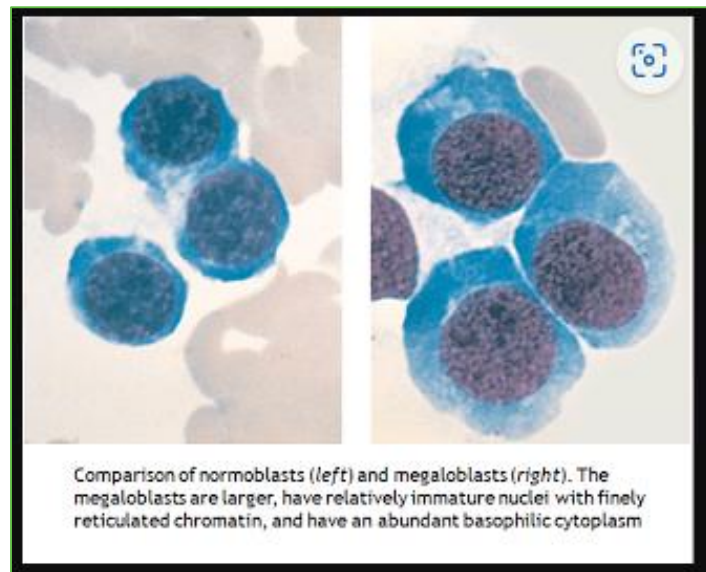 Comparison of normoblasts (left) and megaloblasts (right). The
megaloblasts are larger, have relatively immature nuclei with finely
reticulated chromatin, and have an abundant basophilic cytoplasm